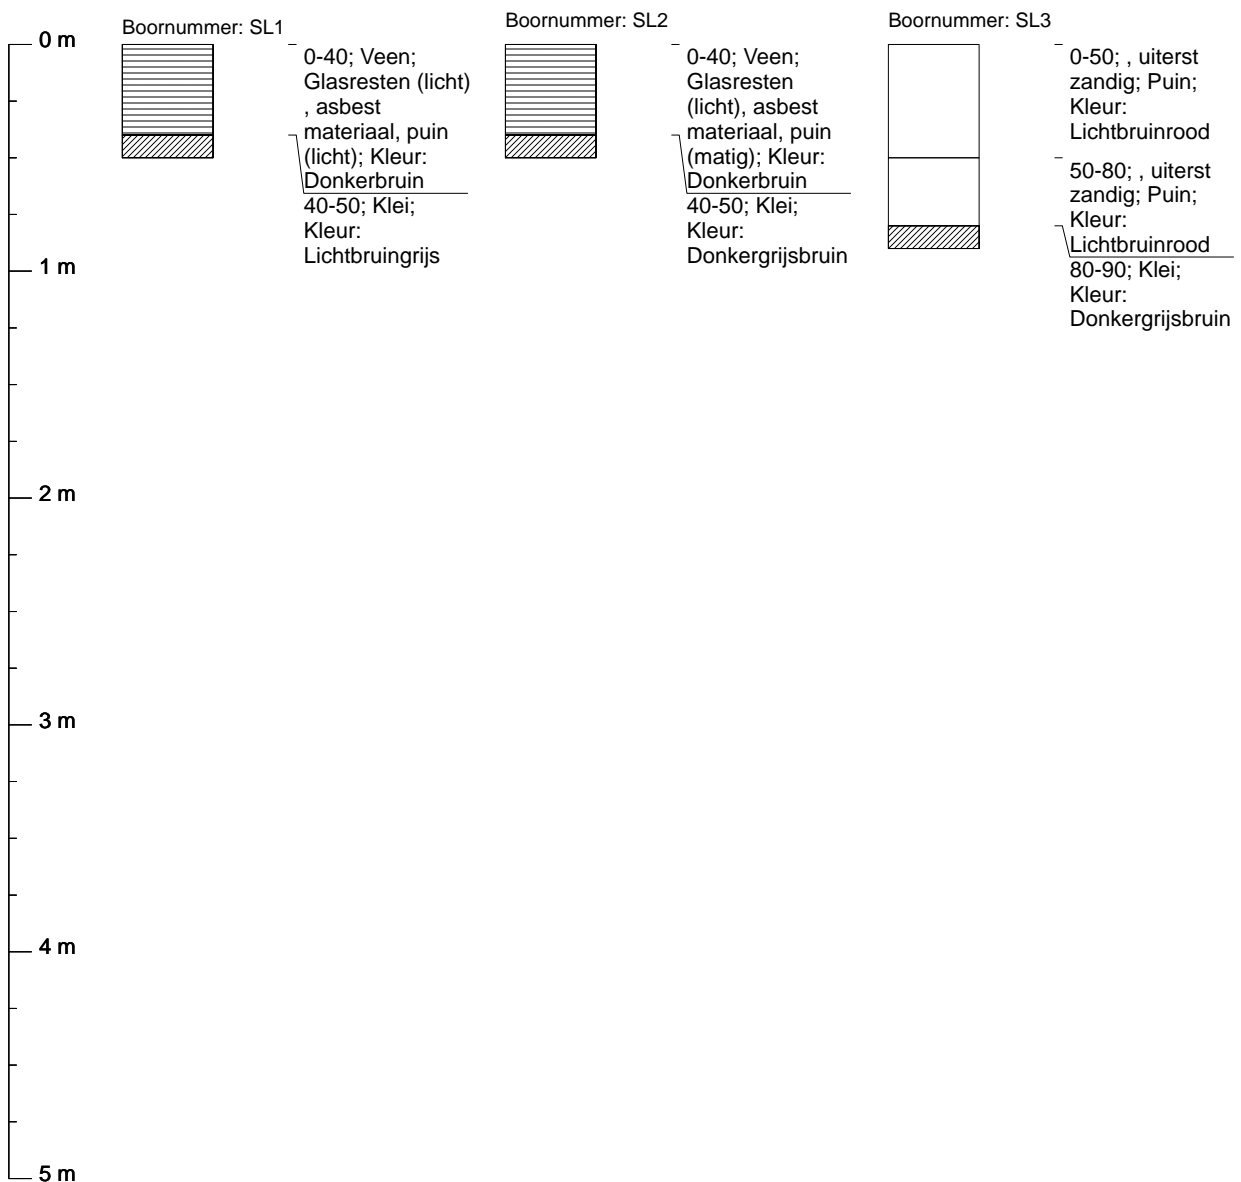 Boornummer: SL1
0-40; Veen;
Glasresten (licht)
, asbest
materiaal, puin
(licht); Kleur:
Donkerbruin
40-50; Klei;
Kleur:
Lichtbruingrijs
Boornummer: SL2
0-40; Veen;
Glasresten
(licht), asbest
materiaal, puin
(matig); Kleur:
Donkerbruin
40-50; Klei;
Kleur:
Donkergrijsbruin
Boornummer: SL3
0-50; , uiterst
zandig; Puin;
Kleur:
Lichtbruinrood
50-80; , uiterst
zandig; Puin;
Kleur:
Lichtbruinrood
80-90; Klei;
Kleur:
Donkergrijsbruin
0 m
1 m
2 m
3 m
4 m
5 m